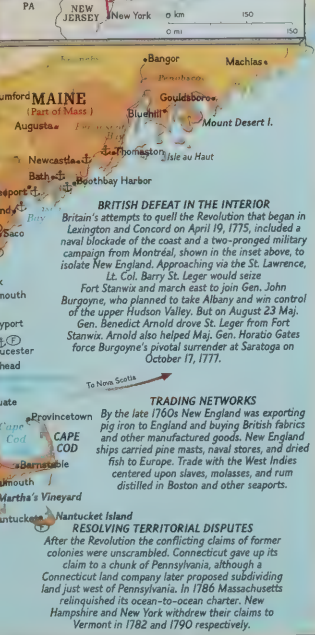 PA
NEW
JERSEY
New York
0 km 150
0 mi 150
Bangor
Machias
MAINE
(Part of Mass)
Gouldsboro
Bluehill
Mount Desert I.
Augusta
Thomaston
Isle au Haut
Newcastle
Bath
Boothbay Harbor
Bay
Saco
BRITISH DEFEAT IN THE INTERIOR
Britain's attempts to quell the Revolution that began in
Lexington and Concord on April 19, 1775, included a
naval blockade of the coast and a two-pronged military
campaign from Montréal, shown in the inset above, to
isolate New England. Approaching via the St. Lawrence,
Lt. Col. Barry St. Leger would seize
Fort Stanwix and march east to join Gen. John
Burgoyne, who planned to take Albany and win control
of the upper Hudson Valley. But on August 23 Maj.
Gen. Benedict Arnold drove St. Leger from Fort
Stanwix. Arnold also helped Maj. Gen. Horatio Gates
force Burgoyne's pivotal surrender at Saratoga on
October 17, 1777.
mouth
yport
F
ucester
head
To Nova Scotia
uate
Provincetown
Cape
Cod
CAPE
COD
Barnstable
lmouth
Martha's Vineyard
antucket
Nantucket Island
TRADING NETWORKS
By the late 1760s New England was exporting
pig iron to England and buying British fabrics
and other manufactured goods. New England
ships carried pine masts, naval stores, and dried
fish to Europe. Trade with the West Indies
centered upon slaves, molasses, and rum
distilled in Boston and other seaports.
RESOLVING TERRITORIAL DISPUTES
After the Revolution the conflicting claims of former
colonies were unscrambled. Connecticut gave up its
claim to a chunk of Pennsylvania, although a
Connecticut land company later proposed subdividing
land just west of Pennsylvania. In 1786 Massachusetts
relinquished its ocean-to-ocean charter. New
Hampshire and New York withdrew their claims to
Vermont in 1782 and 1790 respectively.